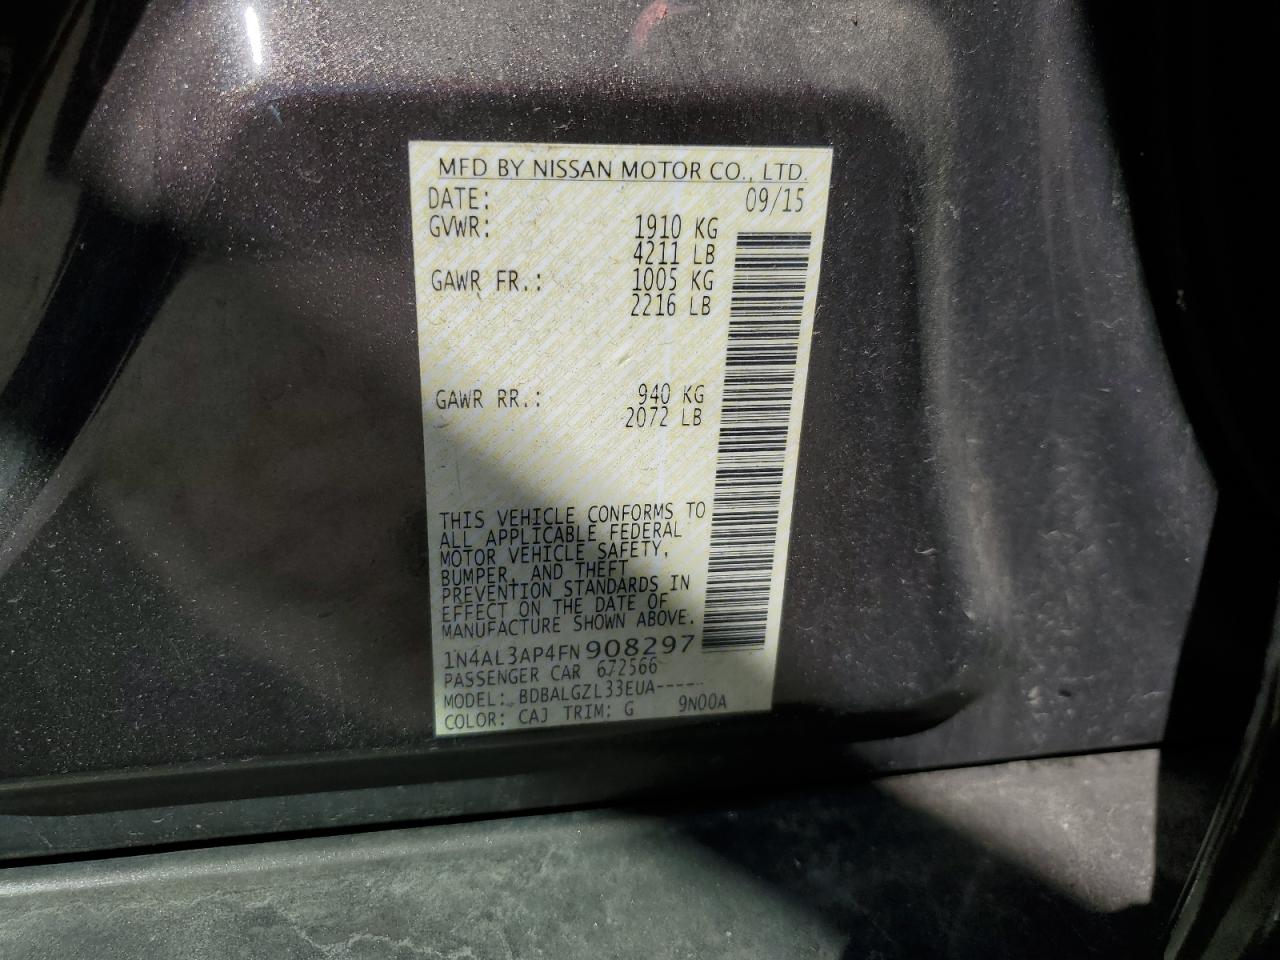 MFD BY NISSAN MOTOR CO., LTD.
DATE: 09/15
GVWR: 1910 KG
4211 LB
GAWR FR.: 1005 KG
2216 LB
GAWR RR.: 940 KG
2072 LB
THIS VEHICLE CONFORMS TO
ALL APPLICABLE FEDERAL
MOTOR VEHICLE SAFETY,
BUMPER, AND THEFT
PREVENTION STANDARDS IN
EFFECT ON THE DATE OF
MANUFACTURE SHOWN ABOVE.
1N4AL3AP4FN908297
PASSENGER CAR 672566
MODEL: BDBALGZL33EUA-----
COLOR: CAJ TRIM: G 9N00A